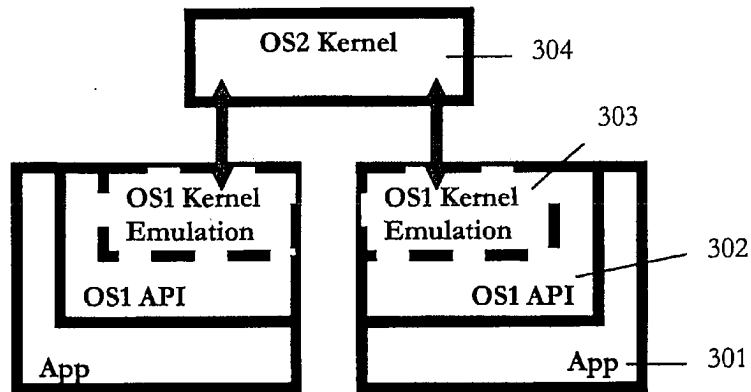 OS2 Kernel
304
303
OS1 Kernel
Emulation
OS1 Kernel
Emulation
302
OS1 API
OS1 API
App
App
301